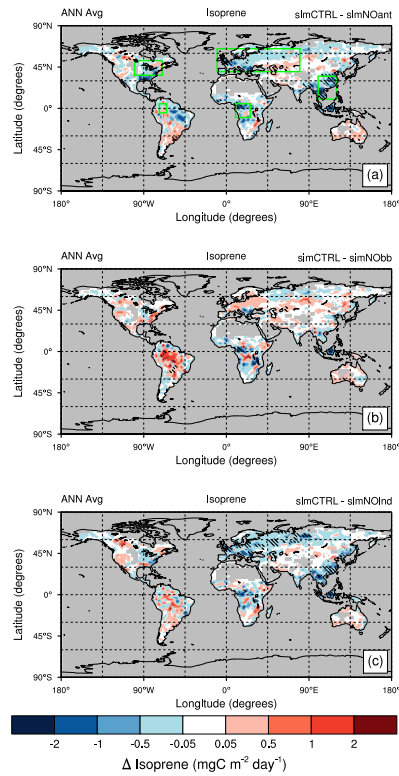 ANN Avg Isoprene simCTRL - simNOant
90°N
45°N
0°
45°S
90°S
Latitude (degrees)
(a)
180° 90°W 0° 90°E 180°
Longitude (degrees)
ANN Avg Isoprene simCTRL - simNObb
90°N
45°N
0°
45°S
90°S
Latitude (degrees)
(b)
180° 90°W 0° 90°E 180°
Longitude (degrees)
ANN Avg Isoprene simCTRL - simNOInd
90°N
45°N
0°
45°S
90°S
Latitude (degrees)
(c)
180° 90°W 0° 90°E 180°
Longitude (degrees)
-2 -1 -0.5 -0.05 0.05 0.5 1 2
Δ Isoprene (mgC m⁻² day⁻¹)